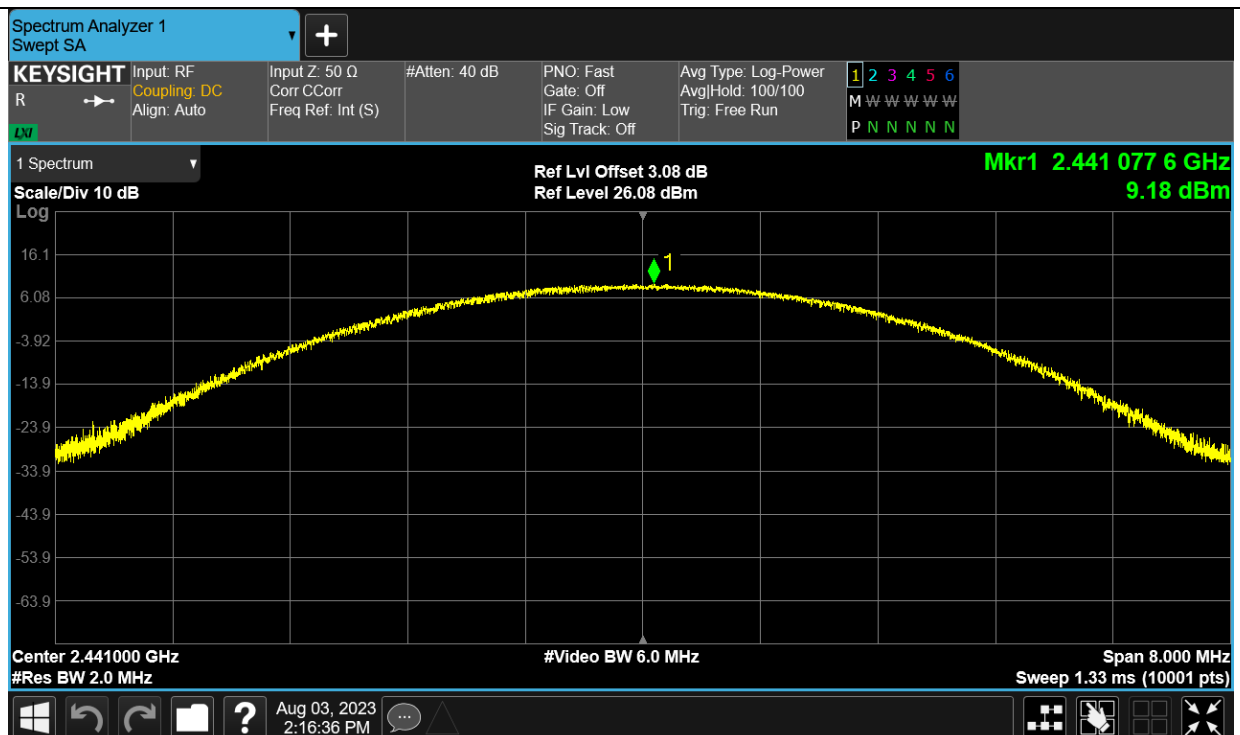 Spectrum Analyzer 1
Swept SA
KEYSIGHT
R
LXI
Input: RF
Coupling: DC
Align: Auto
Input Z: 50 Ω
Corr CCorr
Freq Ref: Int (S)
#Atten: 40 dB
PNO: Fast
Gate: Off
IF Gain: Low
Sig Track: Off
Avg Type: Log-Power
Avg|Hold: 100/100
Trig: Free Run
1 2 3 4 5 6
M W W W W W
P N N N N N
1 Spectrum
Scale/Div 10 dB
Log
Ref Lvl Offset 3.08 dB
Ref Level 26.08 dBm
Mkr1 2.441 077 6 GHz
9.18 dBm
1
16.1
6.08
-3.92
-13.9
-23.9
-33.9
-43.9
-53.9
-63.9
Center 2.441000 GHz
#Res BW 2.0 MHz
#Video BW 6.0 MHz
Span 8.000 MHz
Sweep 1.33 ms (10001 pts)
?
Aug 03, 2023
2:16:36 PM